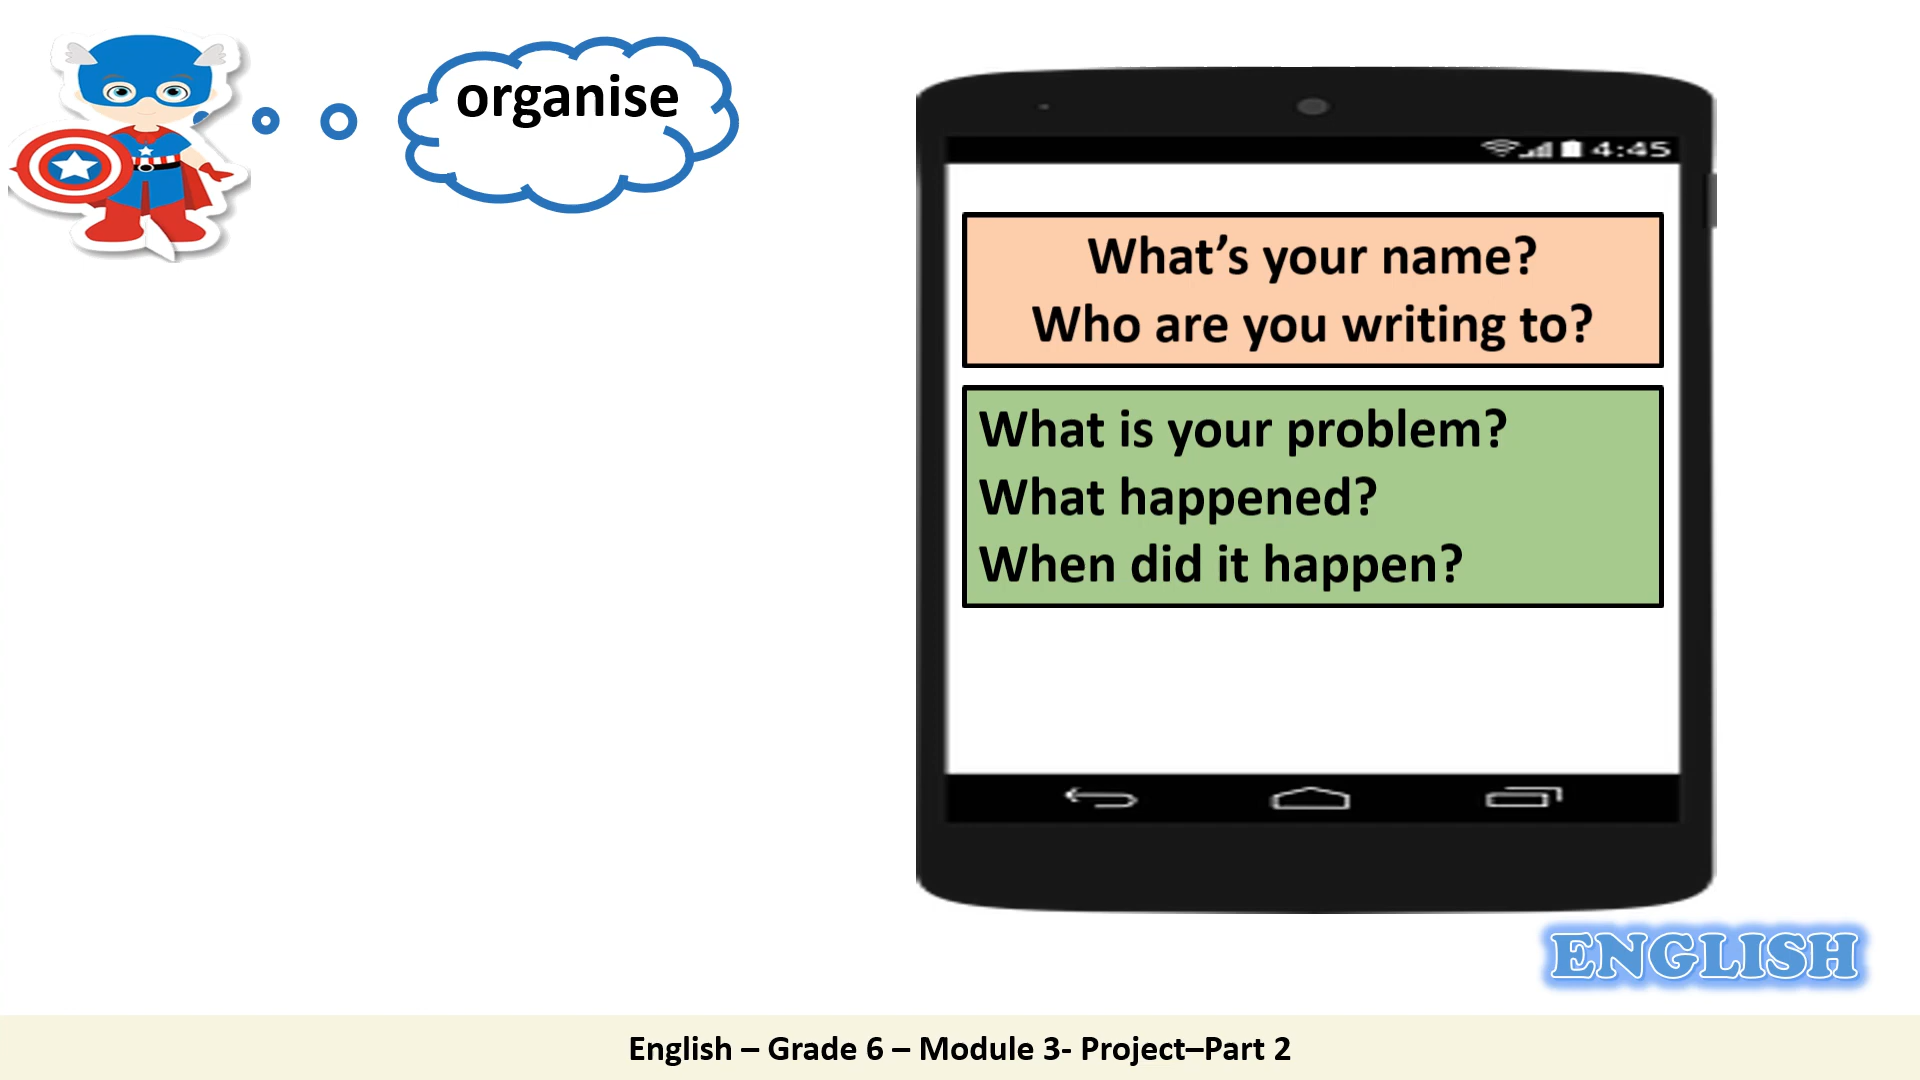 organise
4:45
What’s your name?
Who are you writing to?
What is your problem?
What happened?
When did it happen?
ENGLISH
English – Grade 6 – Module 3- Project–Part 2